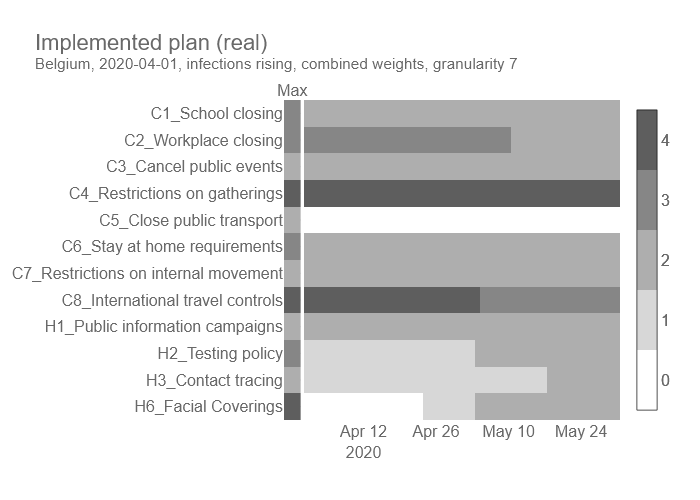 Implemented plan (real)
Belgium, 2020-04-01, infections rising, combined weights, granularity 7
Max
C1_School closing
C2_Workplace closing
C3_Cancel public events
C4_Restrictions on gatherings
C5_Close public transport
C6_Stay at home requirements
C7_Restrictions on internal movement
C8_International travel controls
H1_Public information campaigns
H2_Testing policy
H3_Contact tracing
H6_Facial Coverings
4
3
2
1
0
Apr 12 Apr 26 May 10 May 24
2020